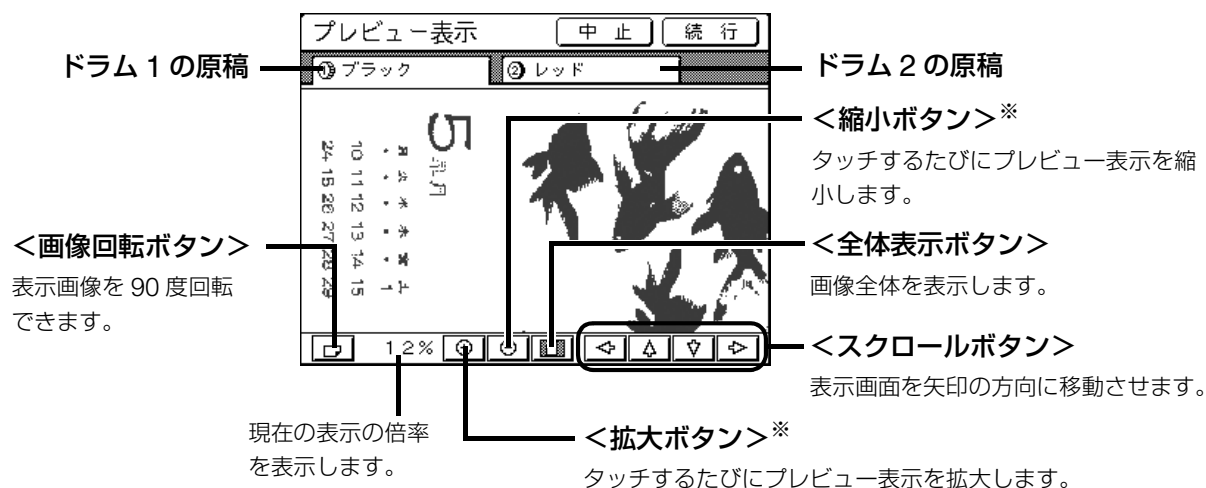 プレビュー表示
中 止
続 行
ドラム 1 の原稿
① ブラック
② レッド
ドラム 2 の原稿
5
皐月
・ 月
・ 火
・ 水
・ 木
・ 金
1 土
10 11 12 13 14 15
24 25 26 27 28 29
<縮小ボタン>※
タッチするたびにプレビュー表示を縮
小します。
<画像回転ボタン>
表示画像を 90 度回転
できます。
<全体表示ボタン>
画像全体を表示します。
12%
<スクロールボタン>
表示画面を矢印の方向に移動させます。
現在の表示の倍率
を表示します。
<拡大ボタン>※
タッチするたびにプレビュー表示を拡大します。